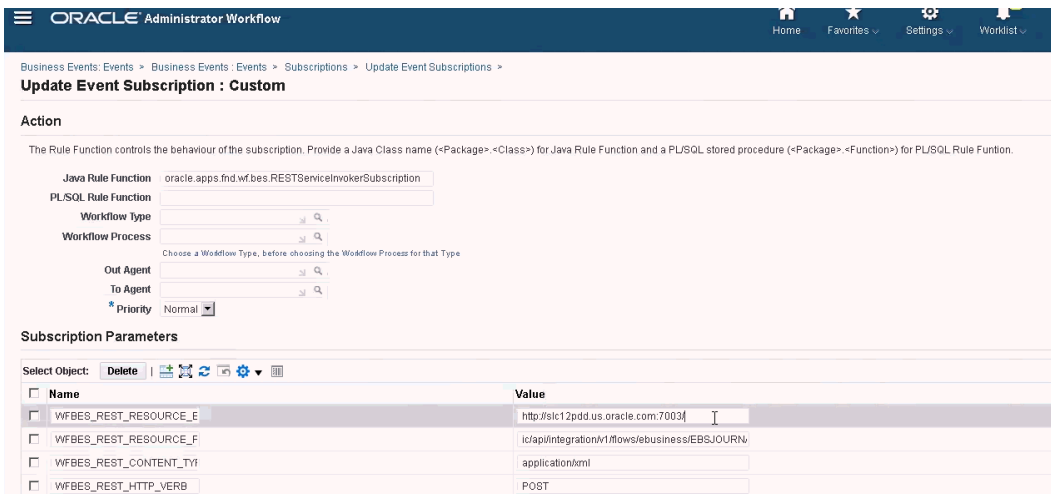 ORACLE Administrator Workflow
Home Favorites Settings Worklist
Business Events: Events > Business Events : Events > Subscriptions > Update Event Subscriptions >
Update Event Subscription : Custom
Action
The Rule Function controls the behaviour of the subscription. Provide a Java Class name (<Package>.<Class>) for Java Rule Function and a PL/SQL stored procedure (<Package>.<Function>) for PL/SQL Rule Funtion.
Java Rule Function oracle.apps.fnd.wf.bes.RESTServiceInvokerSubscription
PL/SQL Rule Function
Workflow Type
Workflow Process
Choose a Workflow Type, before choosing the Workflow Process for that Type
Out Agent
To Agent
* Priority Normal
Subscription Parameters
Select Object: Delete
Name Value
WFBES_REST_RESOURCE_E http://slc12pdd.us.oracle.com:7003/
WFBES_REST_RESOURCE_F ic/api/integration/v1/flows/ebusiness/EBSJOURN
WFBES_REST_CONTENT_TY application/xml
WFBES_REST_HTTP_VERB POST